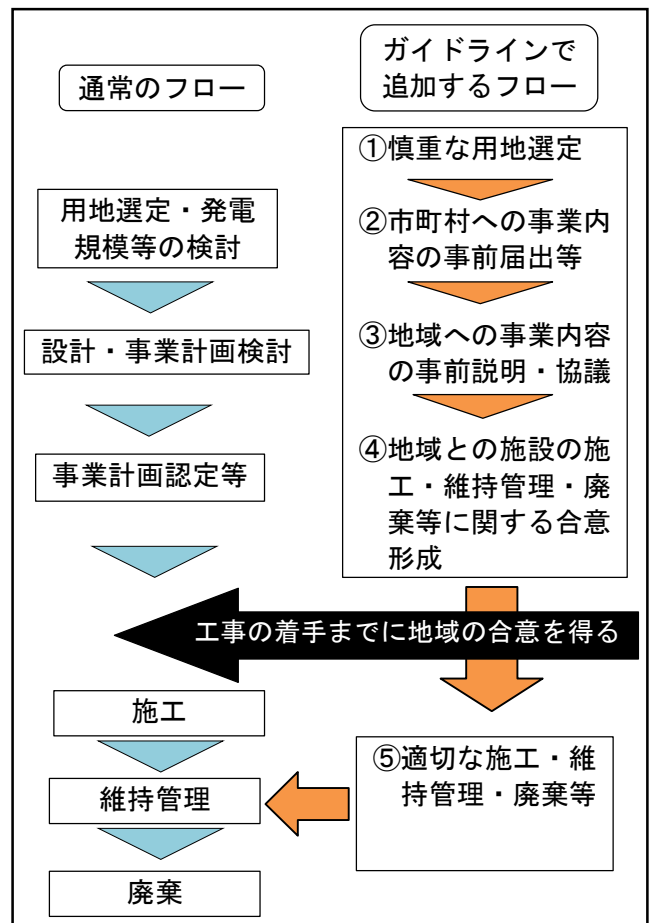 通常のフロー
用地選定・発電
規模等の検討
設計・事業計画検討
事業計画認定等
ガイドラインで
追加するフロー
①慎重な用地選定
②市町村への事業内
容の事前届出等
③地域への事業内容
の事前説明・協議
④地域との施設の施
工・維持管理・廃
棄等に関する合意
形成
工事の着手までに地域の合意を得る
施工
維持管理
廃棄
⑤適切な施工・維
持管理・廃棄等